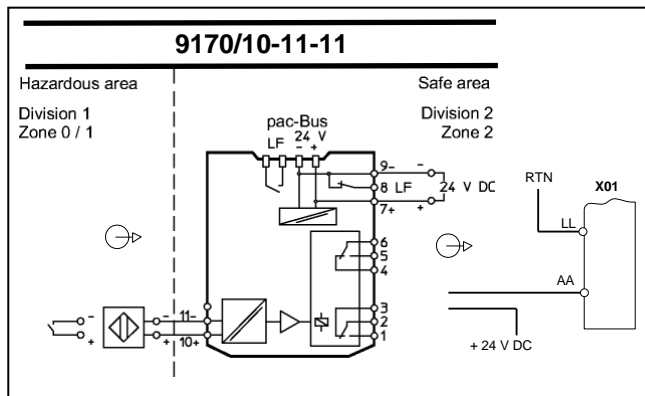 9170/10-11-11
Hazardous area
Safe area
Division 1
Zone 0 / 1
Division 2
Zone 2
pac-Bus
LF 24 V
- +
9- -
8 LF 24 V DC
7+ +
RTN
X01
LL
6
5
4
AA
- - 11-
+ + 10+
3
2
1
+ 24 V DC